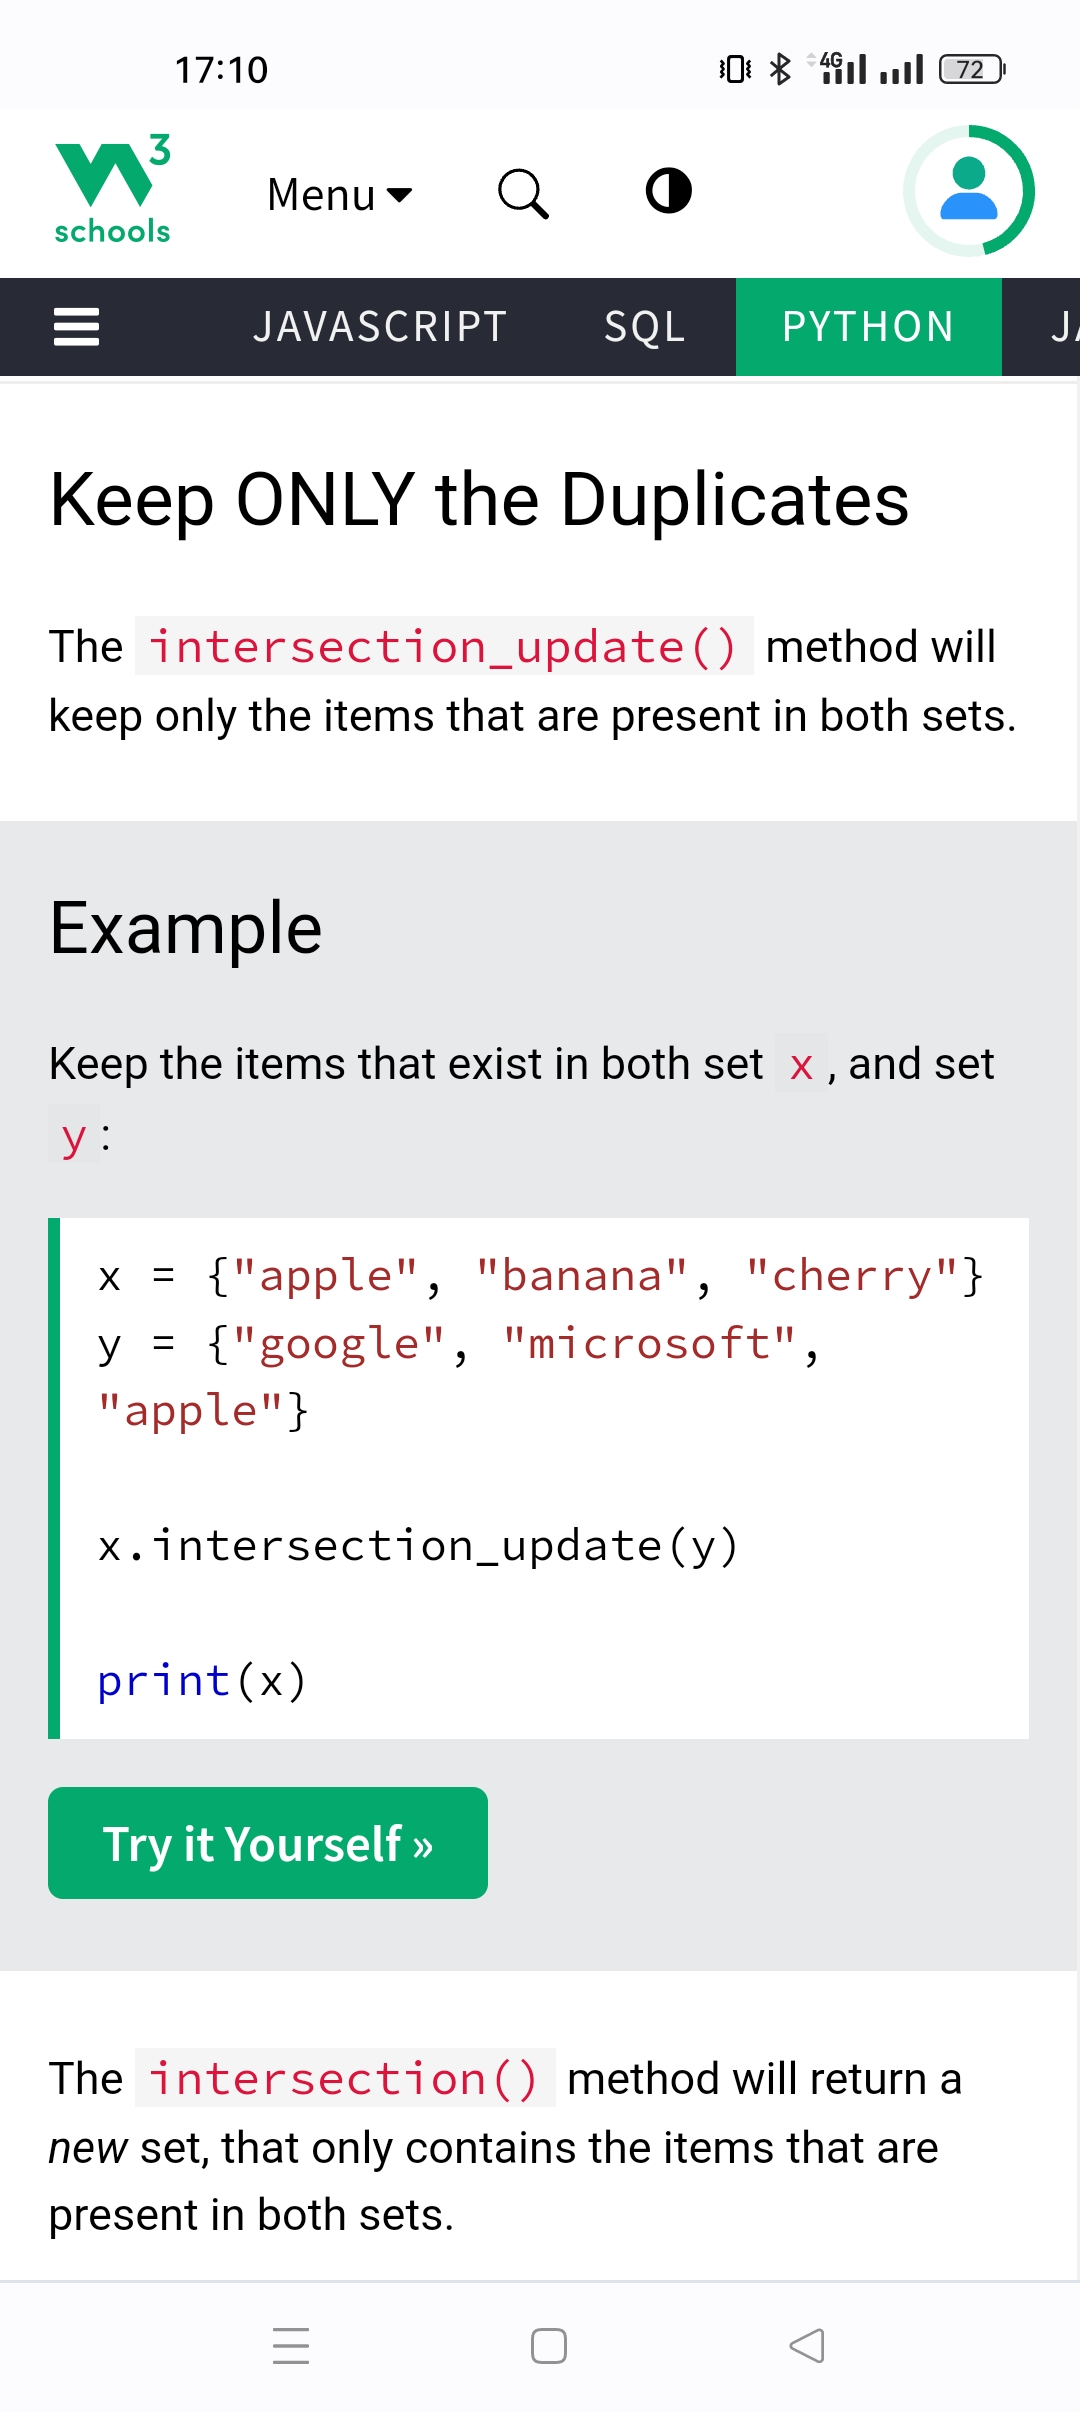 17:10
4G
72
W3
schools
Menu
JAVASCRIPT SQL PYTHON
Keep ONLY the Duplicates
The intersection_update() method will
keep only the items that are present in both sets.
Example
Keep the items that exist in both set x, and set
y:
x = {"apple", "banana", "cherry"}
y = {"google", "microsoft",
"apple"}
x.intersection_update(y)
print(x)
Try it Yourself »
The intersection() method will return a
new set, that only contains the items that are
present in both sets.